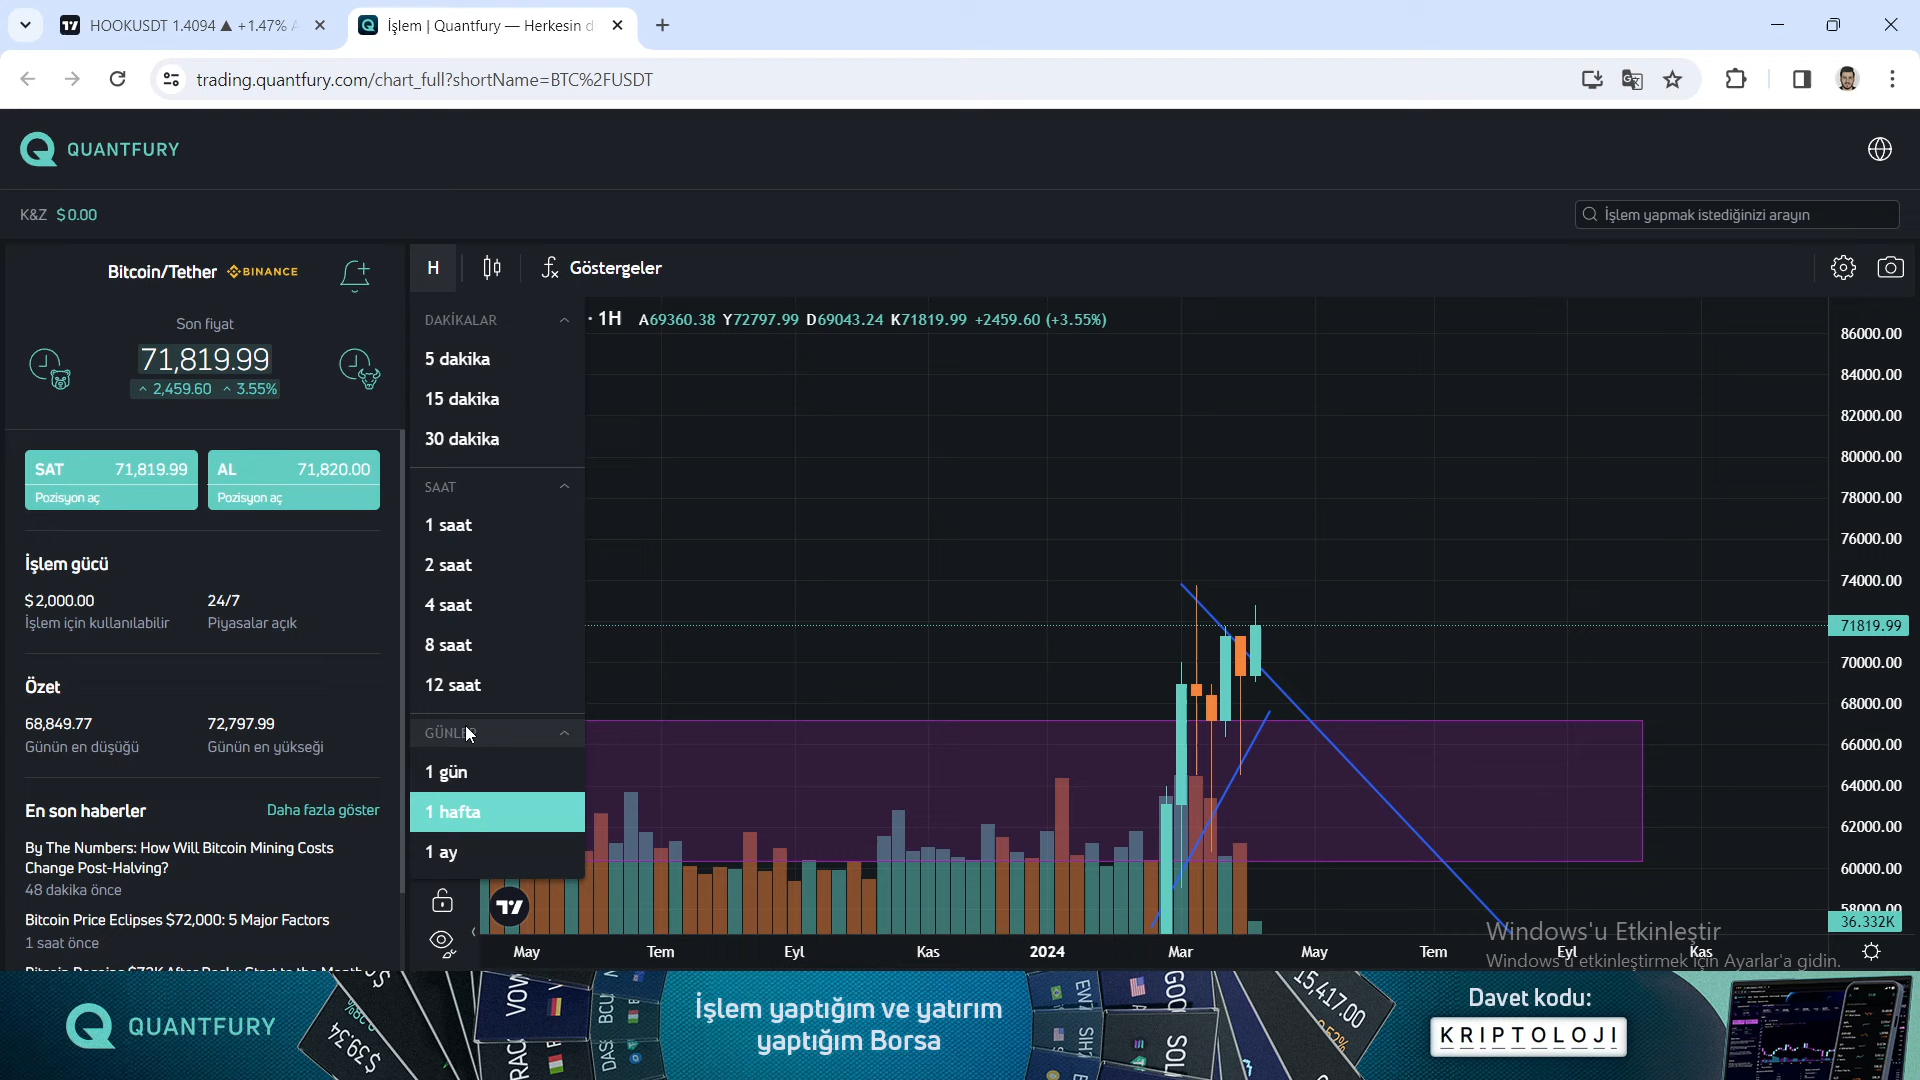 HOOKUSDT 1.4094 ▲ +1.47%
İşlem | Quantfury — Herkesin
trading.quantfury.com/chart_full?shortName=BTC%2FUSDT
QUANTFURY
K&Z $0.00
İşlem yapmak istediğinizi arayın
Bitcoin/Tether BINANCE
Son fiyat
71,819.99
2,459.60 3.55%
SAT 71,819.99
Pozisyon aç
AL 71,820.00
Pozisyon aç
İşlem gücü
$2,000.00 24/7
İşlem için kullanılabilir Piyasalar açık
Özet
68,849.77 72,797.99
Günün en düşüğü Günün en yükseği
En son haberler Daha fazla göster
By The Numbers: How Will Bitcoin Mining Costs
Change Post-Halving?
48 dakika önce
Bitcoin Price Eclipses $72,000: 5 Major Factors
1 saat önce
H
Göstergeler
DAKİKALAR
5 dakika
15 dakika
30 dakika
SAAT
1 saat
2 saat
4 saat
8 saat
12 saat
1 gün
1 hafta
1 ay
· 1H A69360.38 Y72797.99 D69043.24 K71819.99 +2459.60 (+3.55%)
86000.00
84000.00
82000.00
80000.00
78000.00
76000.00
74000.00
71819.99
70000.00
68000.00
66000.00
64000.00
62000.00
60000.00
58000.00
36.332K
May Tem Eyl Kas 2024 Mar May Tem Eyl Kas
Windows'u Etkinleştir
Windows'u etkinleştirmek için Ayarlar'a gidin.
QUANTFURY
$39.34
VOW
DAS
İşlem yaptığım ve yatırım
yaptığım Borsa
SOL
15,417.00
Davet kodu:
KRIPTOLOJI